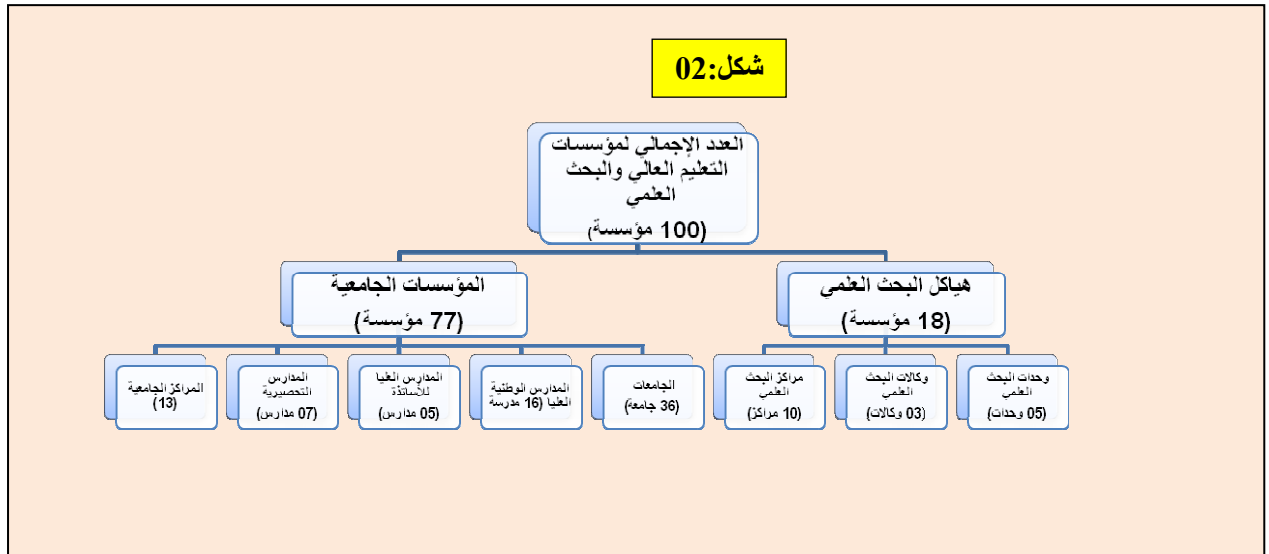 شكل:02
العدد الإجمالي لمؤسسات
التعليم العالي والبحث
العلمي
(100 مؤسسة)
هياكل البحث العلمي
(18 مؤسسة)
المؤسسات الجامعية
(77 مؤسسة)
وحدات البحث
العلمي
(05 وحدات)
وكالات البحث
العلمي
(03 وكالات)
مراكز البحث
العلمي
(10 مراكز)
الجامعات
(36 جامعة)
المدارس الوطنية
العليا (16 مدرسة
المدارس العليا
للأساتذة
(05 مدارس)
المدارس
التحصيرية
(07 مدارس)
المراكز الجامعية
(13)